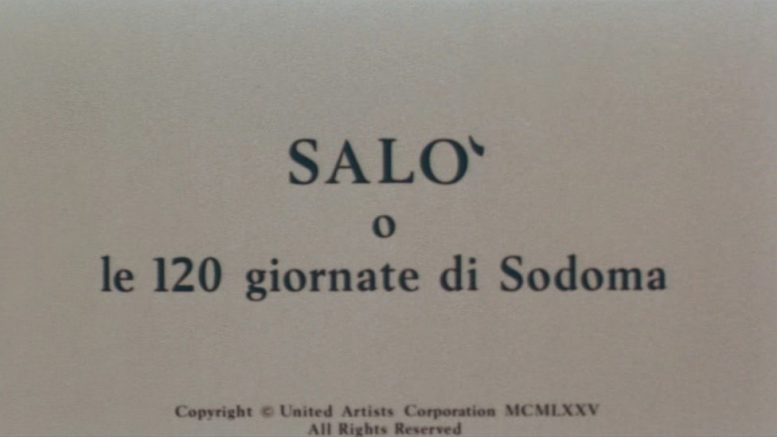 SALO'
o
le 120 giornate di Sodoma
Copyright © United Artists Corporation MCMLXXV
All Rights Reserved